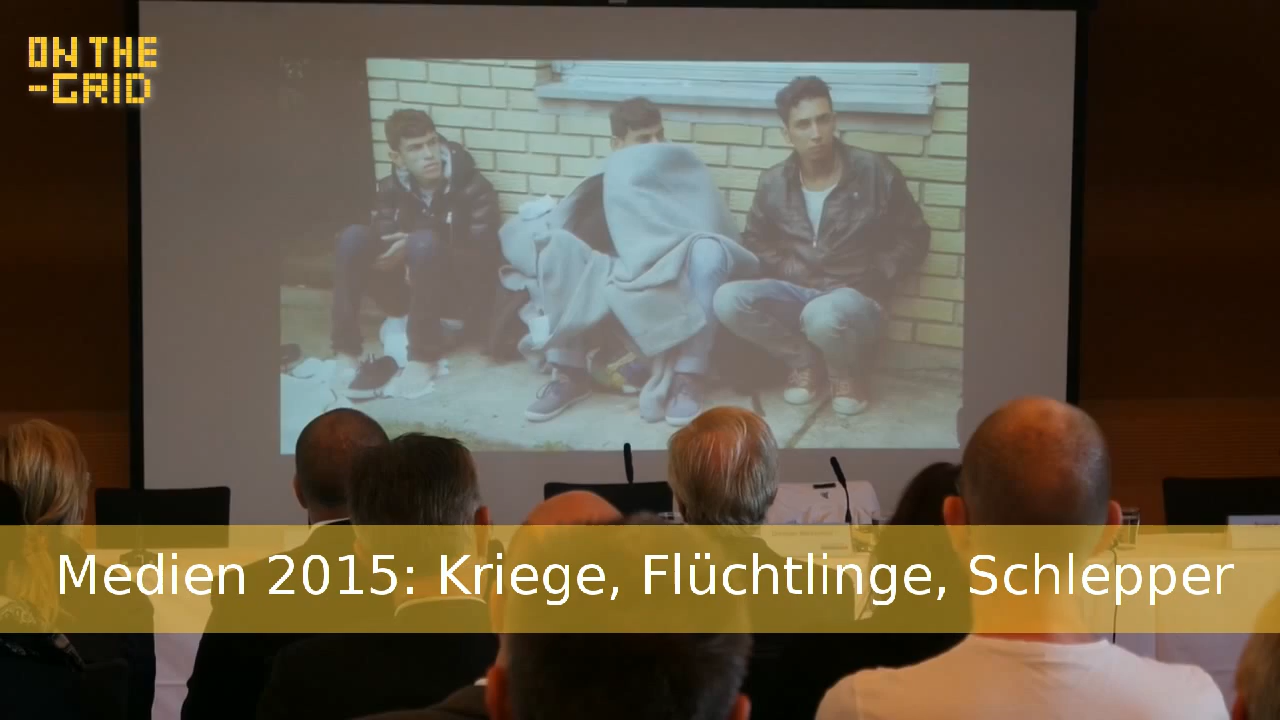 ON THE
-GRID
Medien 2015: Kriege, Flüchtlinge, Schlepper